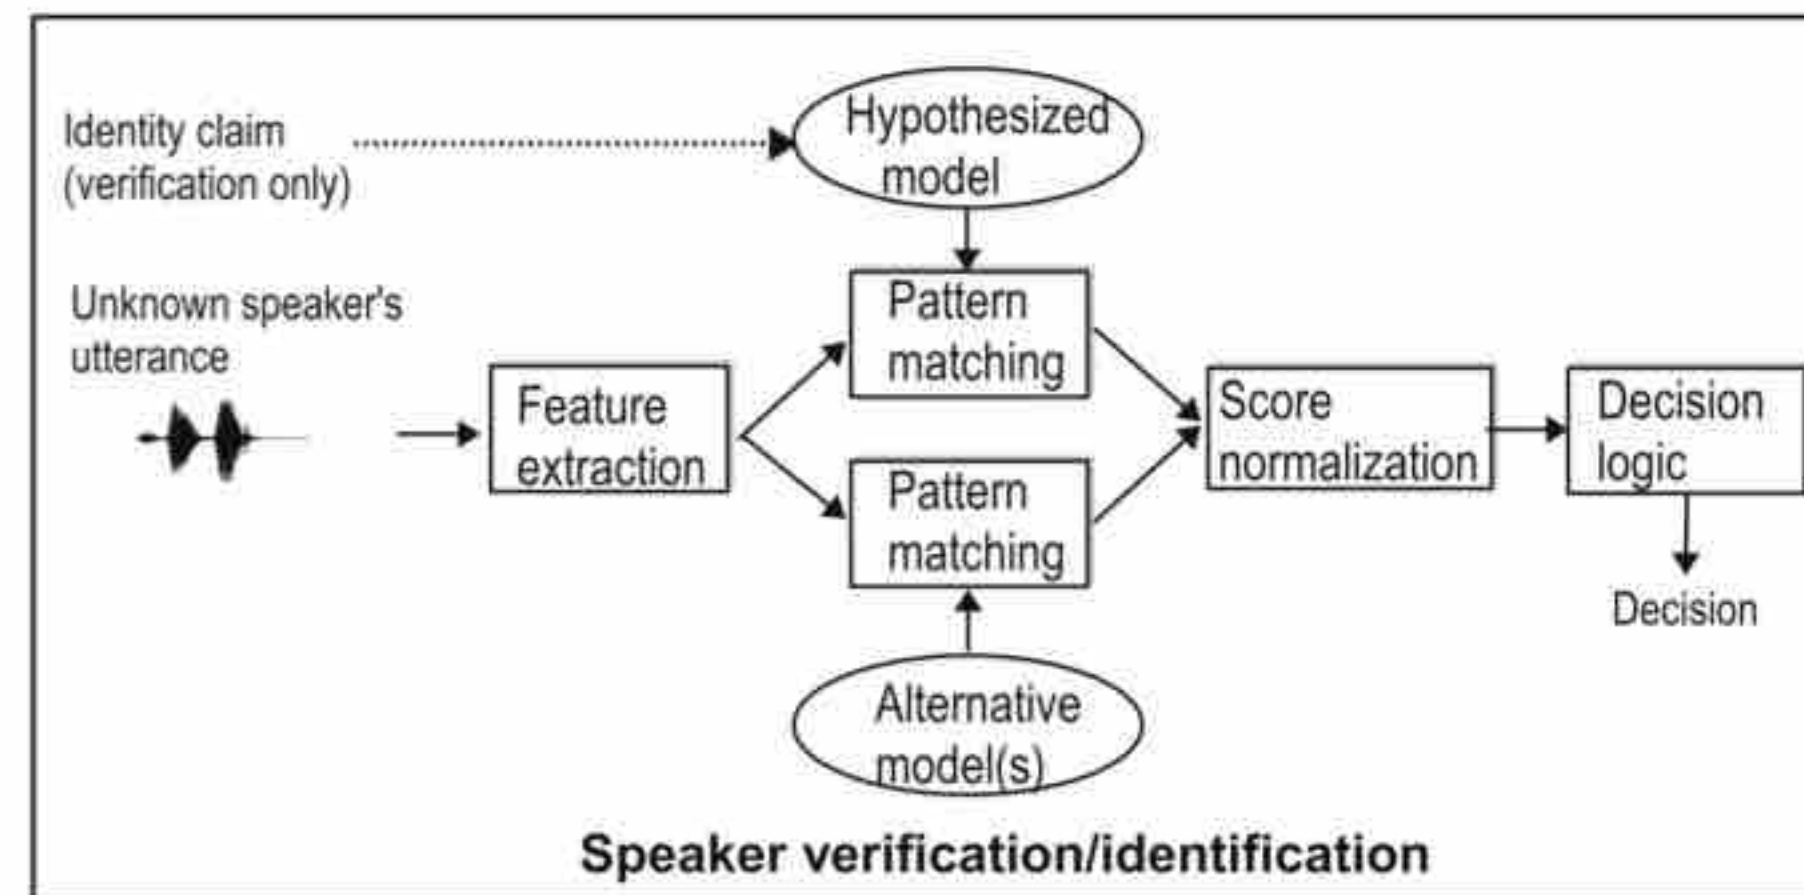 Identity claim
(verification only)
Hypothesized
model
Unknown speaker's
utterance
Feature
extraction
Pattern
matching
Pattern
matching
Score
normalization
Decision
logic
Decision
Alternative
model(s)
Speaker verification/identification